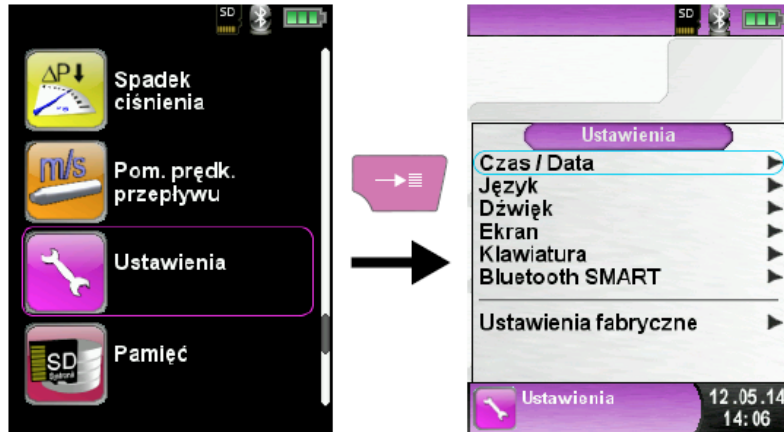 SD
ΔP
Spadek
ciśnienia
m/s
Pom. prędk.
przepływu
Ustawienia
SD
Pamięć
SD
Ustawienia
Czas / Data
Język
Dźwięk
Ekran
Klawiatura
Bluetooth SMART
Ustawienia fabryczne
Ustawienia
12.05.14
14:06